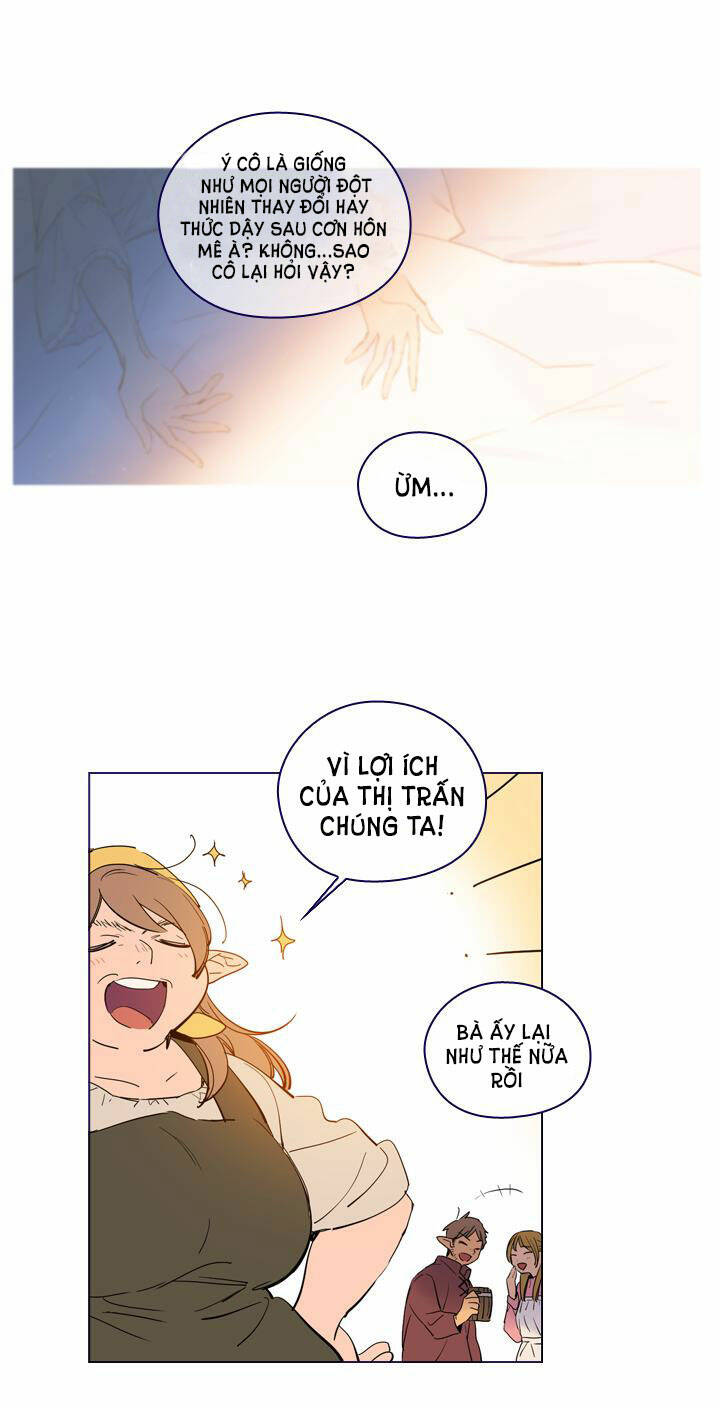 Ý CÔ LÀ GIỐNG
NHƯ MỌI NGƯỜI ĐỘT
NHIÊN THAY ĐỔI HAY
THỨC DẬY SAU CƠN HÔN
MÊ À? KHÔNG...SAO
CÔ LẠI HỎI VẬY?
ỪM...
VÌ LỢI ÍCH
CỦA THỊ TRẤN
CHÚNG TA!
BÀ ẤY LẠI
NHƯ THẾ NỮA
RỒI